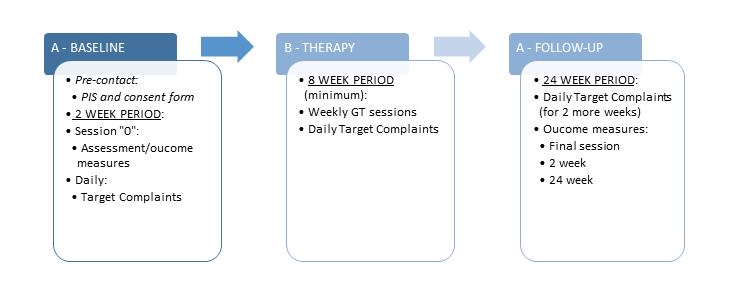 A - BASELINE
• Pre-contact:
• PIS and consent form
• 2 WEEK PERIOD:
• Session "0":
• Assessment/oucome
measures
• Daily:
• Target Complaints
B - THERAPY
• 8 WEEK PERIOD
(minimum):
• Weekly GT sessions
• Daily Target Complaints
A - FOLLOW-UP
• 24 WEEK PERIOD:
• Daily Target Complaints
(for 2 more weeks)
• Oucome measures:
• Final session
• 2 week
• 24 week